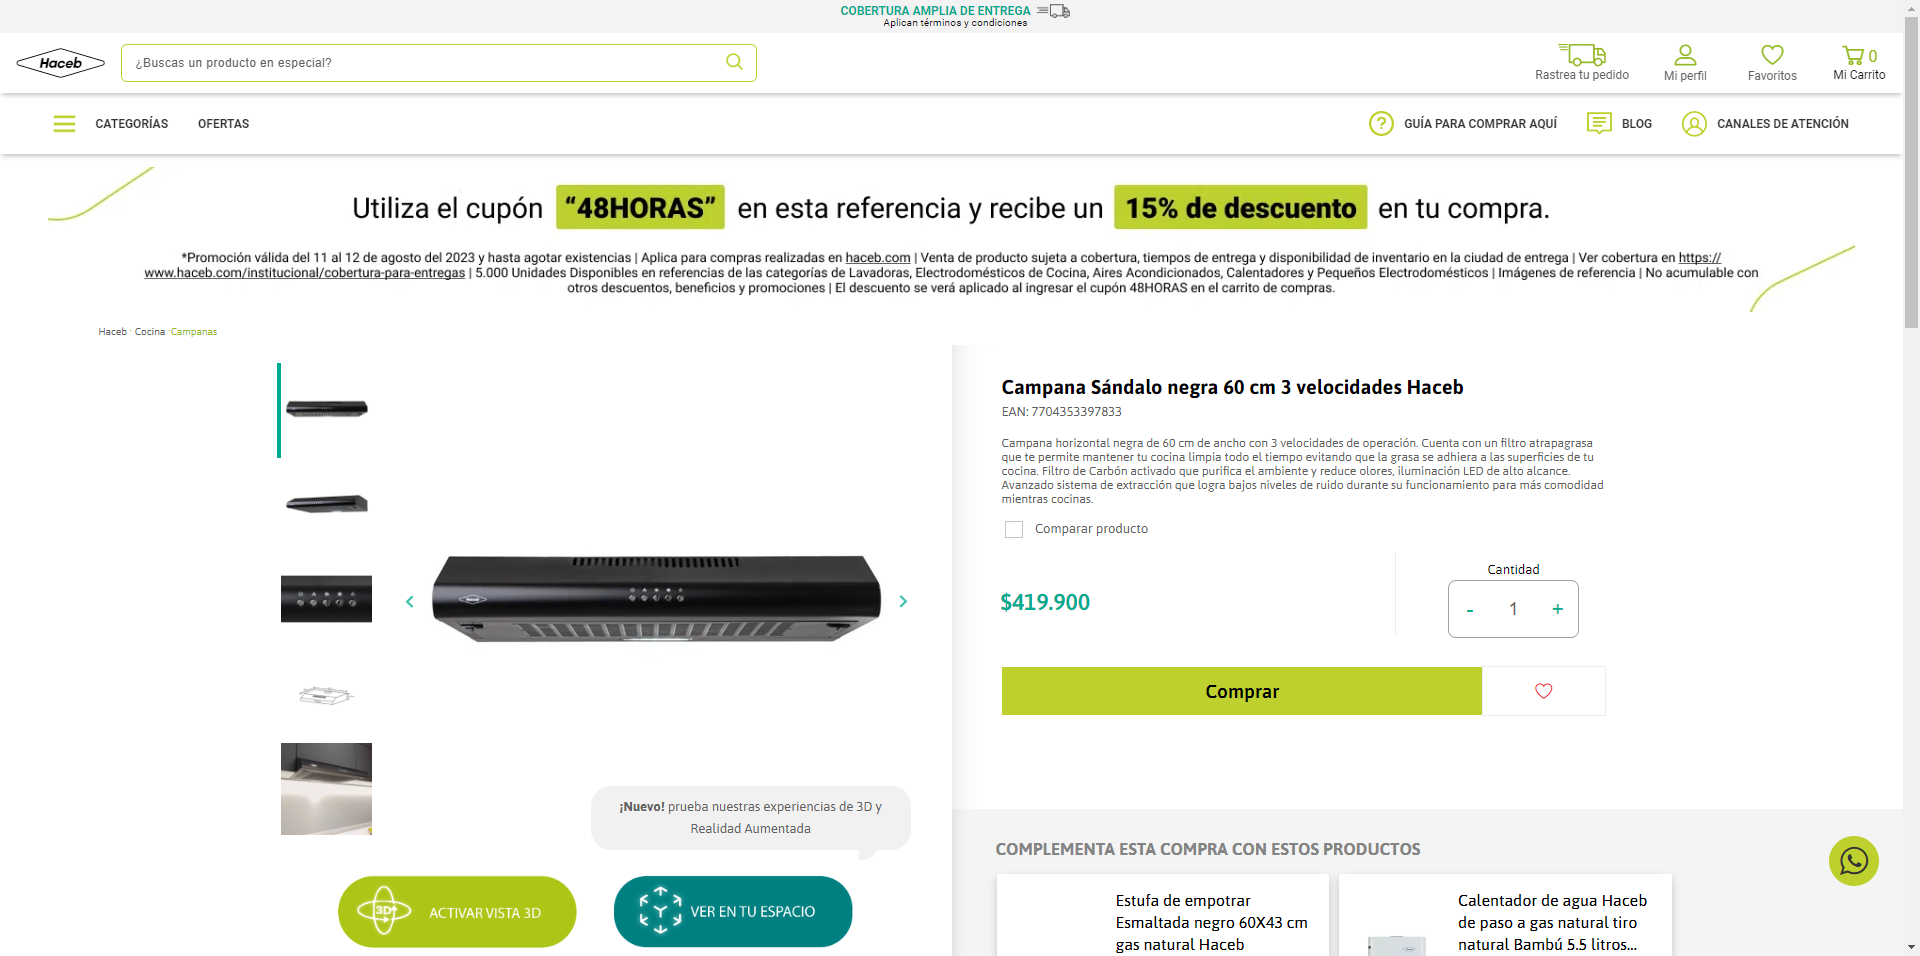 COBERTURA AMPLIA DE ENTREGA
Aplican términos y condiciones
Haceb
¿Buscas un producto en especial?
Rastrea tu pedido
Mi perfil
Favoritos
0
Mi Carrito
CATEGORÍAS
OFERTAS
GUÍA PARA COMPRAR AQUÍ
BLOG
CANALES DE ATENCIÓN
Utiliza el cupón “48HORAS” en esta referencia y recibe un 15% de descuento en tu compra.
*Promoción válida del 11 al 12 de agosto del 2023 y hasta agotar existencias | Aplica para compras realizadas en haceb.com | Venta de producto sujeta a cobertura, tiempos de entrega y disponibilidad de inventario en la ciudad de entrega | Ver cobertura en https://
www.haceb.com/institucional/cobertura-para-entregas | 5.000 Unidades Disponibles en referencias de las categorías de Lavadoras, Electrodomésticos de Cocina, Aires Acondicionados, Calentadores y Pequeños Electrodomésticos | Imágenes de referencia | No acumulable con
otros descuentos, beneficios y promociones | El descuento se verá aplicado al ingresar el cupón 48HORAS en el carrito de compras.
Haceb · Cocina · Campanas
Campana Sándalo negra 60 cm 3 velocidades Haceb
EAN: 7704353397833
Campana horizontal negra de 60 cm de ancho con 3 velocidades de operación. Cuenta con un filtro atrapagrasa
que te permite mantener tu cocina limpia todo el tiempo evitando que la grasa se adhiera a las superficies de tu
cocina. Filtro de Carbón activado que purifica el ambiente y reduce olores, iluminación LED de alto alcance.
Avanzado sistema de extracción que logra bajos niveles de ruido durante su funcionamiento para más comodidad
mientras cocinas.
Comparar producto
$419.900
Cantidad
- 1 +
Comprar
Haceb
¡Nuevo! prueba nuestras experiencias de 3D y
Realidad Aumentada
3D
ACTIVAR VISTA 3D
VER EN TU ESPACIO
COMPLEMENTA ESTA COMPRA CON ESTOS PRODUCTOS
Estufa de empotrar
Esmaltada negro 60X43 cm
gas natural Haceb
Calentador de agua Haceb
de paso a gas natural tiro
natural Bambú 5.5 litros...